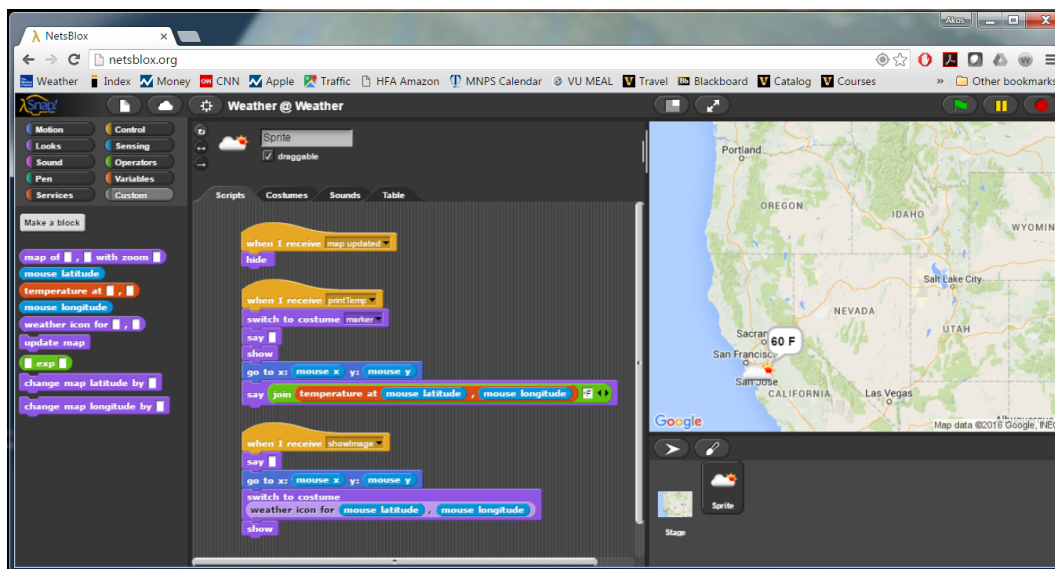 Akos
NetsBlox
netsblox.org
Weather Index Money CNN Apple Traffic HFA Amazon MNPS Calendar VU MEAL Travel Blackboard Catalog Courses » Other bookmarks
Snap! Weather @ Weather
Motion Control
Looks Sensing
Sound Operators
Pen Variables
Services Custom
Make a block
map of , with zoom
mouse latitude
temperature at ,
mouse longitude
weather icon for ,
update map
exp
change map latitude by
change map longitude by
Sprite
draggable
Scripts Costumes Sounds Table
when I receive map updated
hide
when I receive printTemp
switch to costume marker
say
show
go to x: mouse x y: mouse y
say join temperature at mouse latitude , mouse longitude F
when I receive showImage
say
go to x: mouse x y: mouse y
switch to costume
weather icon for mouse latitude , mouse longitude
show
Portland
OREGON
IDAHO
WYOMIN
Salt Lake City
NEVADA
UTAH
Sacran
60 F
San Francisc
San Jose
CALIFORNIA
Las Vegas
Google
Map data ©2016 Google, INEG
Stage
Sprite